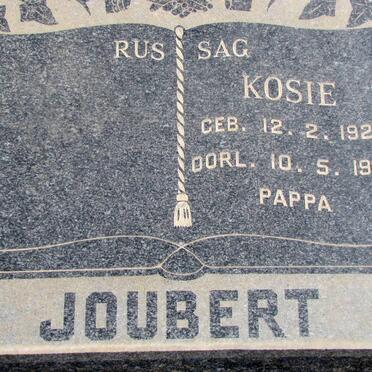 RUS SAG
KOSIE
GEB. 12. 2. 192
OORL. 10. 5. 19
PAPPA
JOUBERT